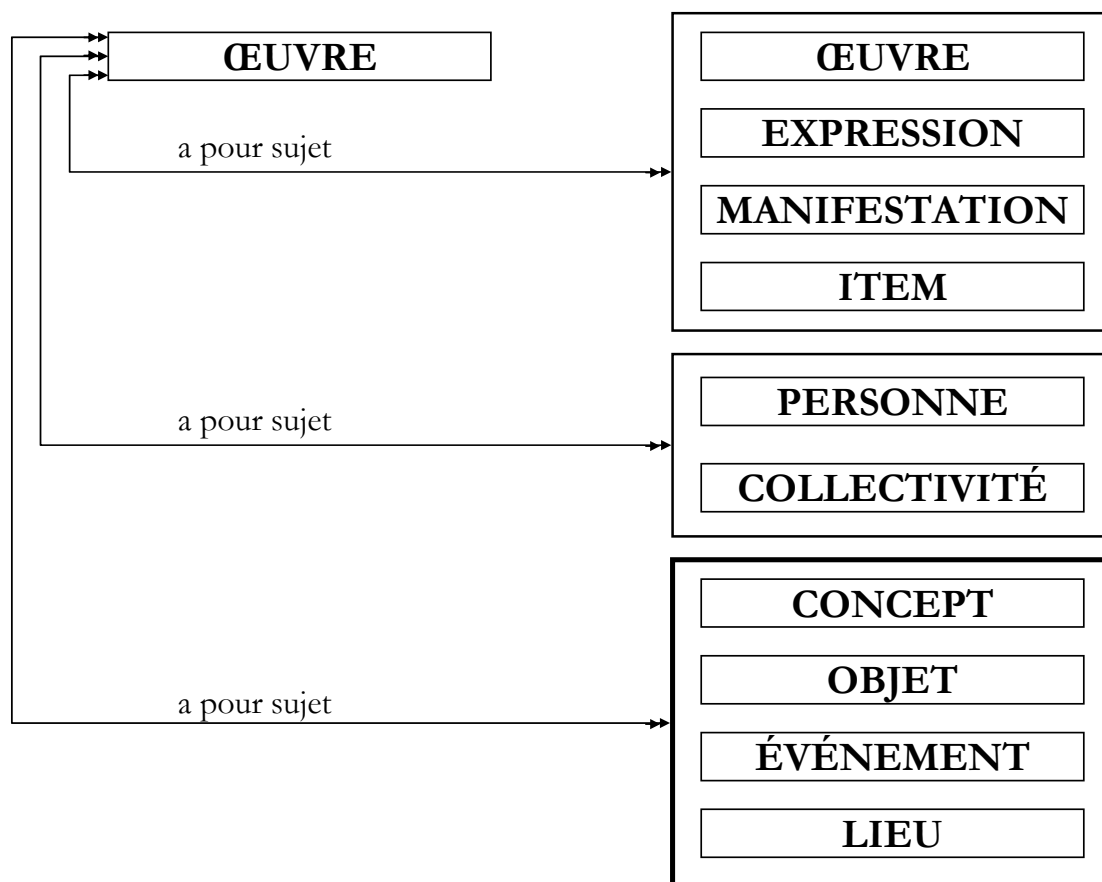 ŒUVRE
a pour sujet
ŒUVRE
EXPRESSION
MANIFESTATION
ITEM
a pour sujet
PERSONNE
COLLECTIVITÉ
a pour sujet
CONCEPT
OBJET
ÉVÉNEMENT
LIEU